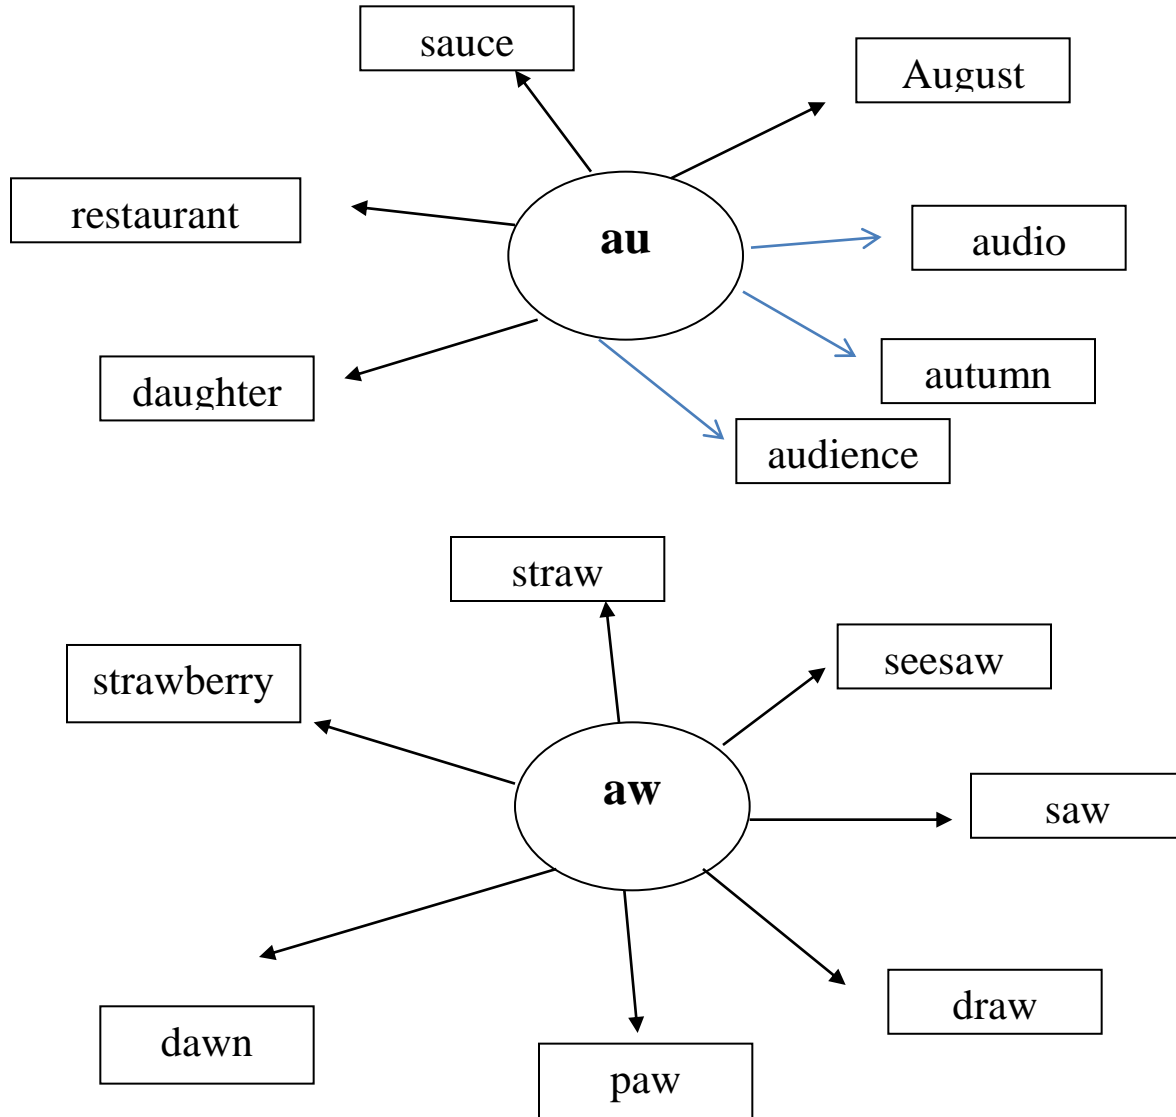 sauce
August
restaurant
au
audio
autumn
daughter
audience
straw
seesaw
strawberry
aw
saw
draw
dawn
paw